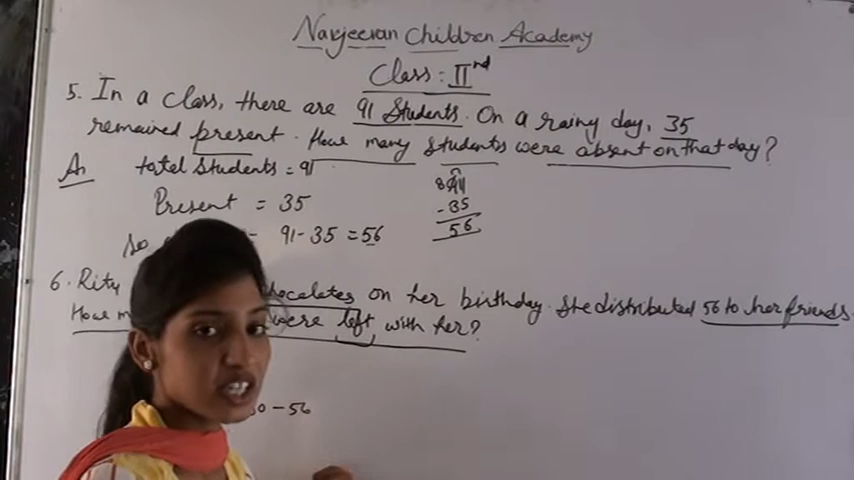 Navjeevan Children Academy
Class: IInd
5. In a class, there are 91 Students. On a rainy day, 35
remained present. How many students were absent on that day?
An total Students = 91
Present = 35
So 91-35 = 56
8 11
91
-35
56
6. Rity chocolates on her birthday. She distributed 56 to her friends.
How were left with her?
0-56